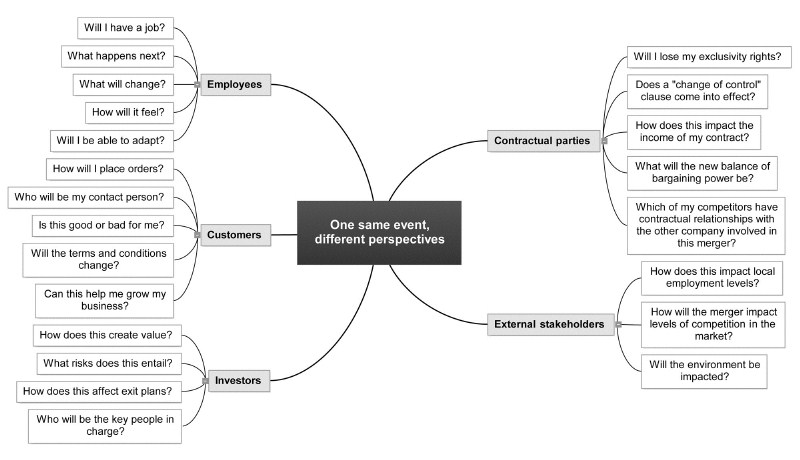 Will I have a job?
What happens next?
What will change?
How will it feel?
Will I be able to adapt?
Employees
How will I place orders?
Who will be my contact person?
Is this good or bad for me?
Will the terms and conditions
change?
Can this help me grow my
business?
Customers
How does this create value?
What risks does this entail?
How does this affect exit plans?
Who will be the key people in
charge?
Investors
One same event,
different perspectives
Contractual parties
Will I lose my exclusivity rights?
Does a "change of control"
clause come into effect?
How does this impact the
income of my contract?
What will the new balance of
bargaining power be?
Which of my competitors have
contractual relationships with
the other company involved in
this merger?
External stakeholders
How does this impact local
employment levels?
How will the merger impact
levels of competition in the
market?
Will the environment be
impacted?